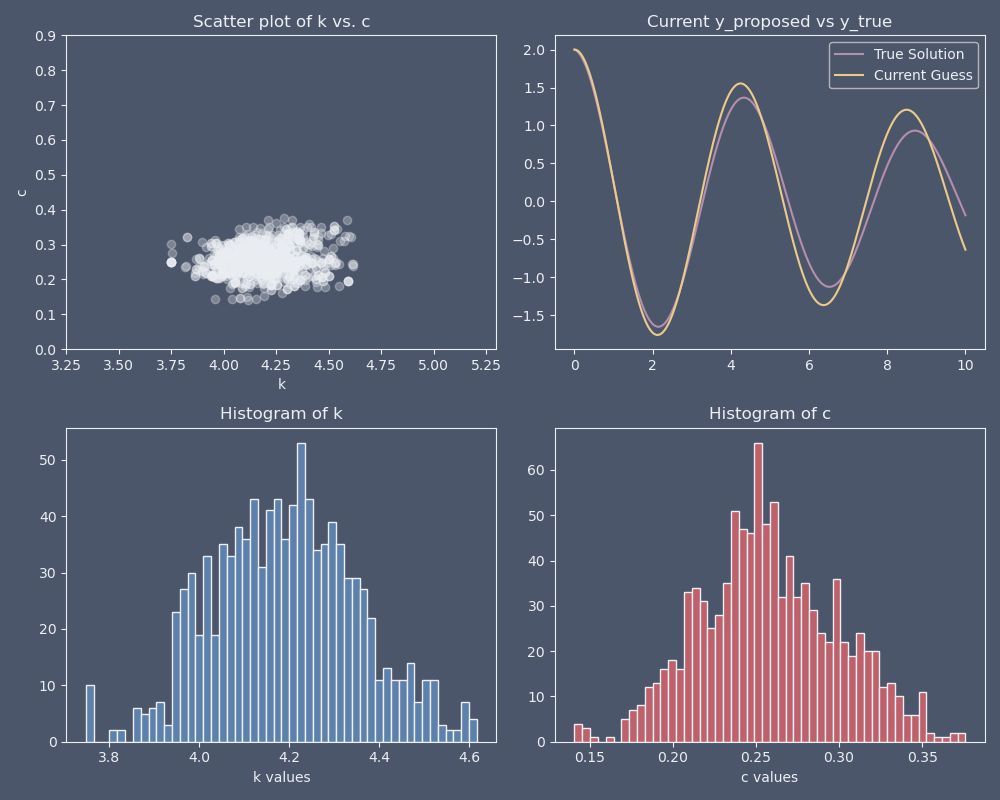 Scatter plot of k vs. c
0.9
0.8
0.7
0.6
0.5
0.4
0.3
0.2
0.1
0.0
c
3.25 3.50 3.75 4.00 4.25 4.50 4.75 5.00 5.25
k
Current y_proposed vs y_true
True Solution
Current Guess
2.0
1.5
1.0
0.5
0.0
−0.5
−1.0
−1.5
0 2 4 6 8 10
Histogram of k
50
40
30
20
10
0
3.8 4.0 4.2 4.4 4.6
k values
Histogram of c
60
50
40
30
20
10
0
0.15 0.20 0.25 0.30 0.35
c values